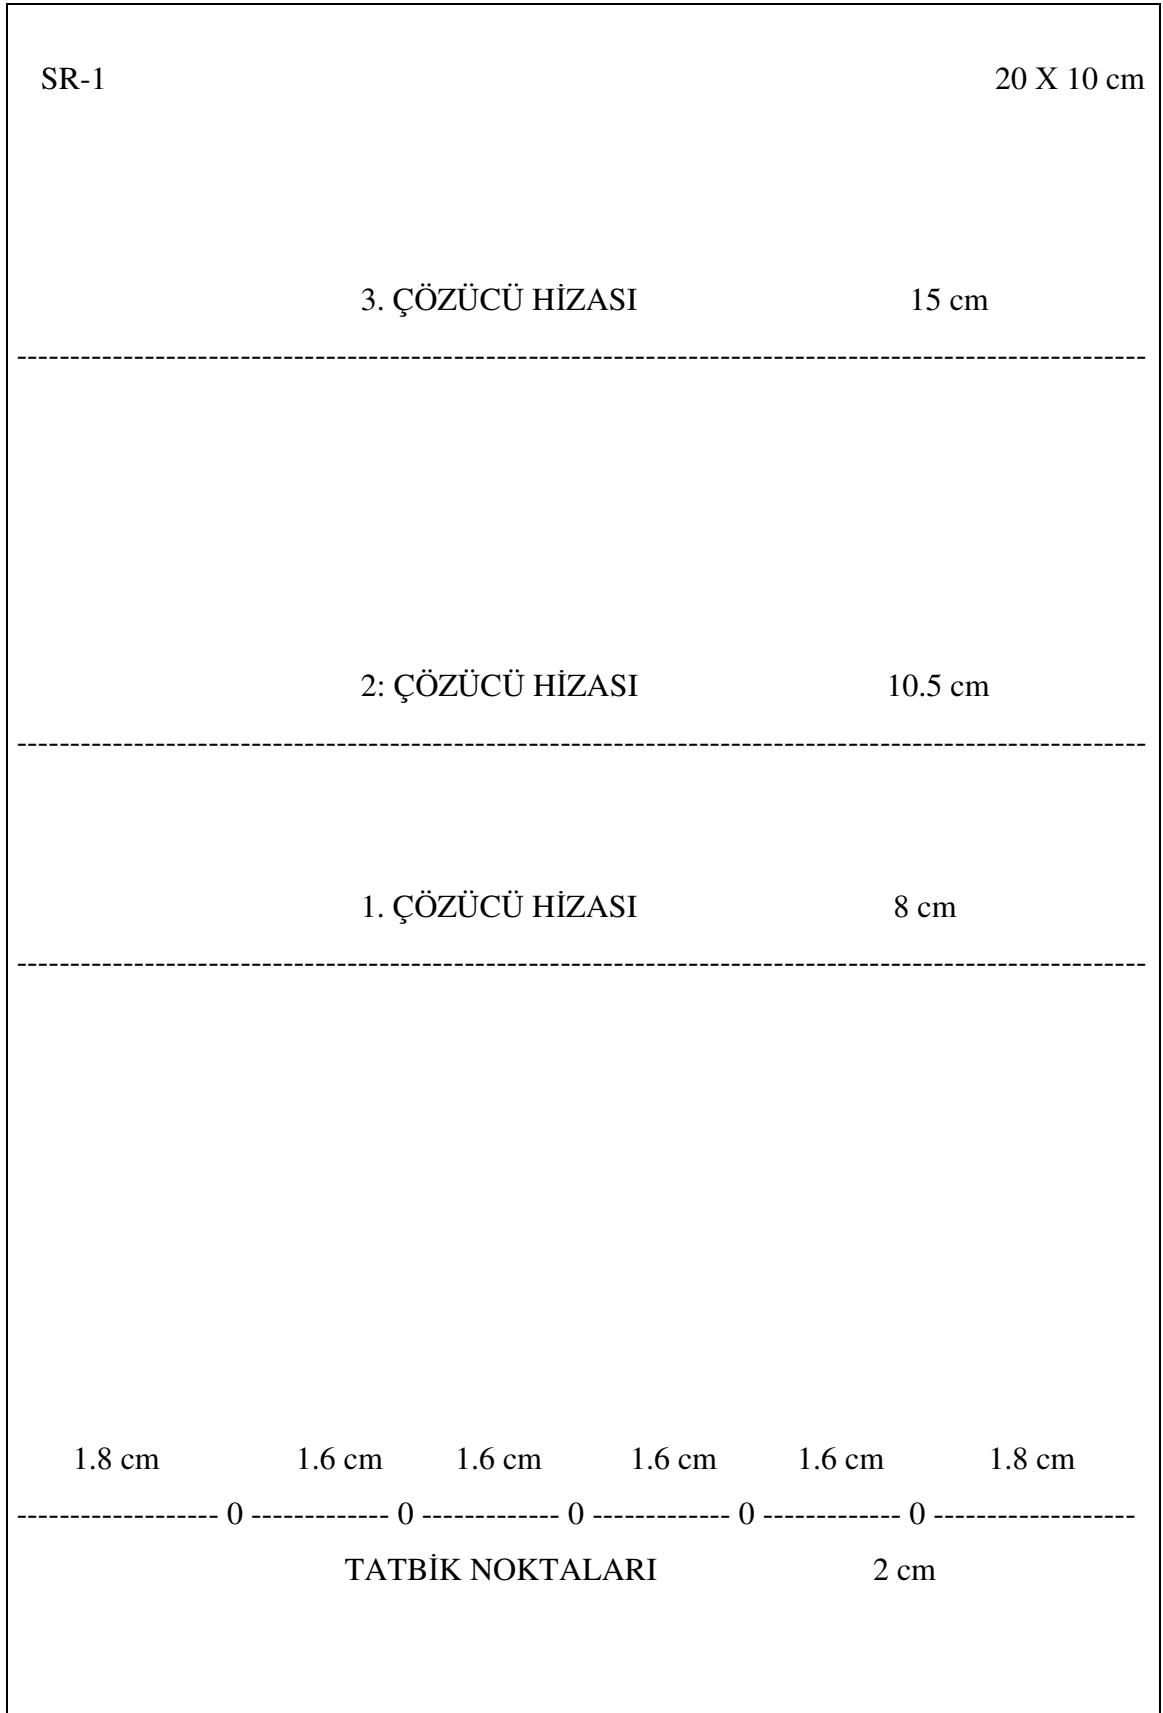 SR-1 20 X 10 cm
3. ÇÖZÜCÜ HİZASI 15 cm
-----------------------------------------------------------------------------------------------------------
2: ÇÖZÜCÜ HİZASI 10.5 cm
-----------------------------------------------------------------------------------------------------------
1. ÇÖZÜCÜ HİZASI 8 cm
-----------------------------------------------------------------------------------------------------------
1.8 cm 1.6 cm 1.6 cm 1.6 cm 1.6 cm 1.8 cm
------------------- 0 ------------- 0 ------------- 0 ------------- 0 ------------- 0 -------------------
TATBİK NOKTALARI 2 cm